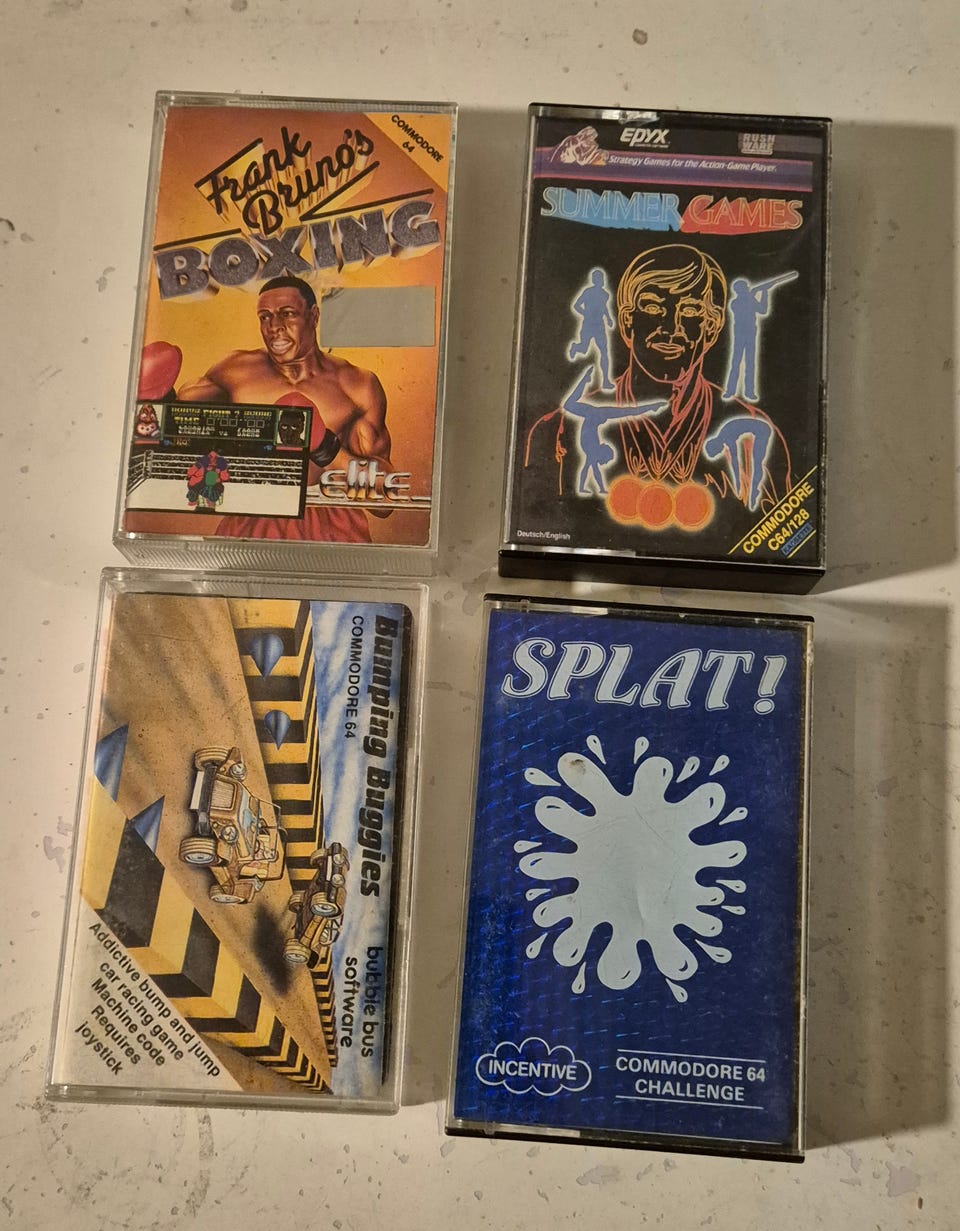 Frank
Bruno's
BOXING
COMMODORE
64
TIME
elite
EPYX
RUSH
WARE
Strategy Games for the Action-Game Player.
SUMMER GAMES
Deutsch/English
COMMODORE
C64/128
Bumping Buggies
COMMODORE 64
bubble bus
software
Addictive bump and jump
car racing game
Machine code
Requires
joystick
SPLAT!
INCENTIVE
COMMODORE 64
CHALLENGE